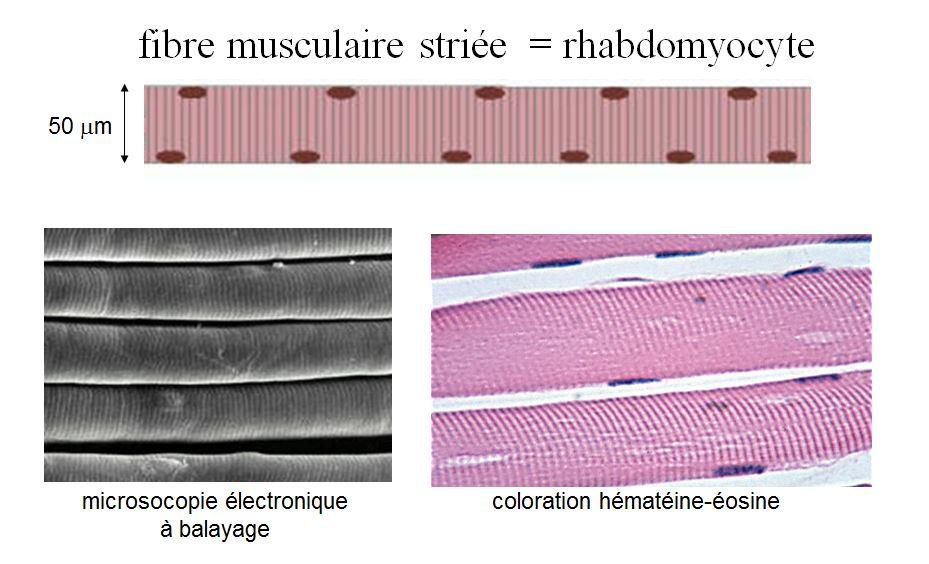 fibre musculaire striée = rhabdomyocyte
50 μm
microsocopie électronique
à balayage
coloration hématéine-éosine